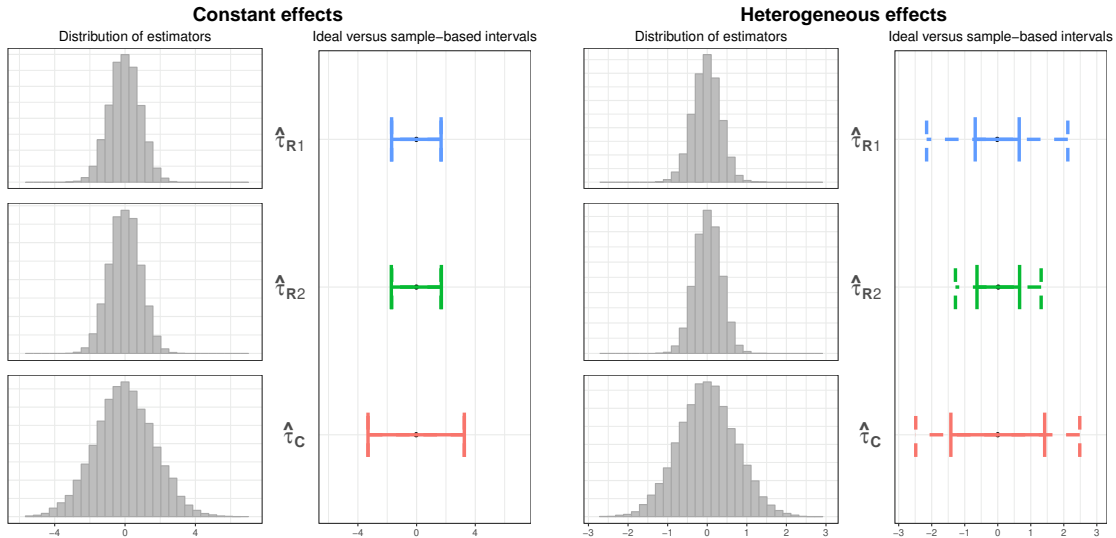 Constant effects
Distribution of estimators
Ideal versus sample−based intervals
τ̂R1
τ̂R2
τ̂C
−4 0 4
−4 0 4
Heterogeneous effects
Distribution of estimators
Ideal versus sample−based intervals
τ̂R1
τ̂R2
τ̂C
−3 −2 −1 0 1 2 3
−3 −2 −1 0 1 2 3